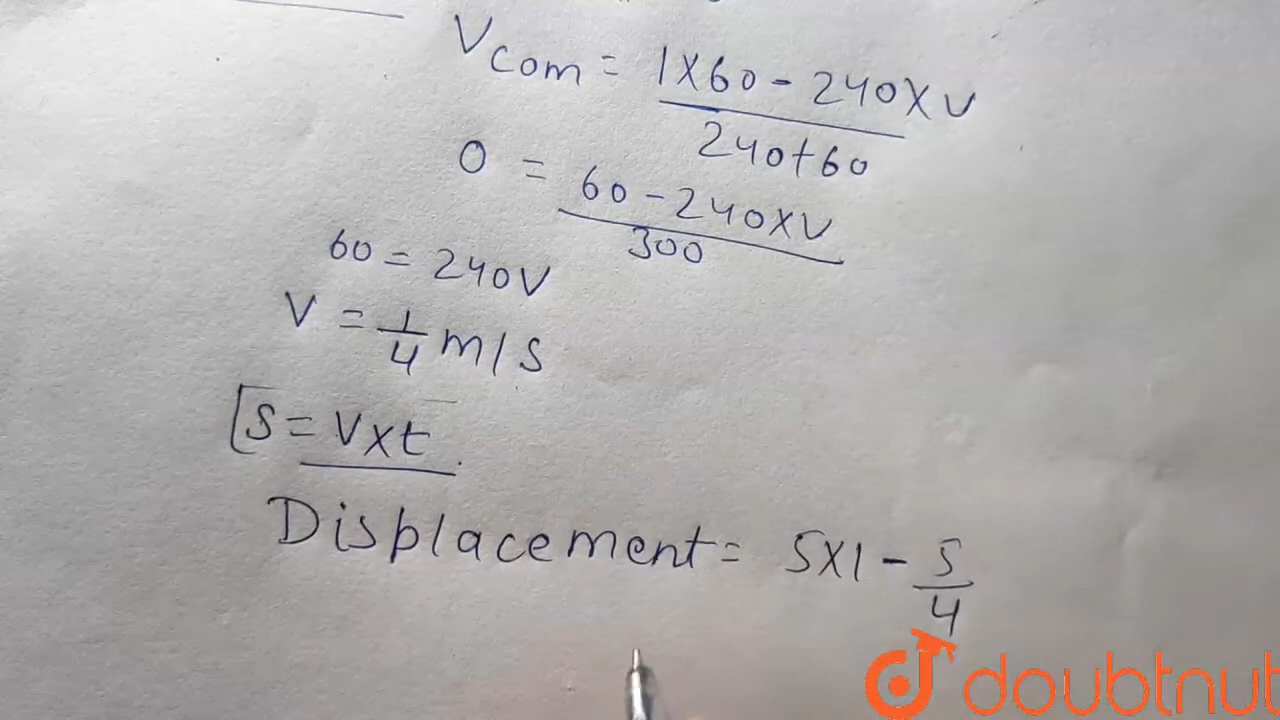 Vcom = 1X60-240XV
240+60
0 = 60-240XV
300
60 = 240V
V = 1/4 m/s
S = VXt
Displacement = 5X1 - 5/4
doubtnut